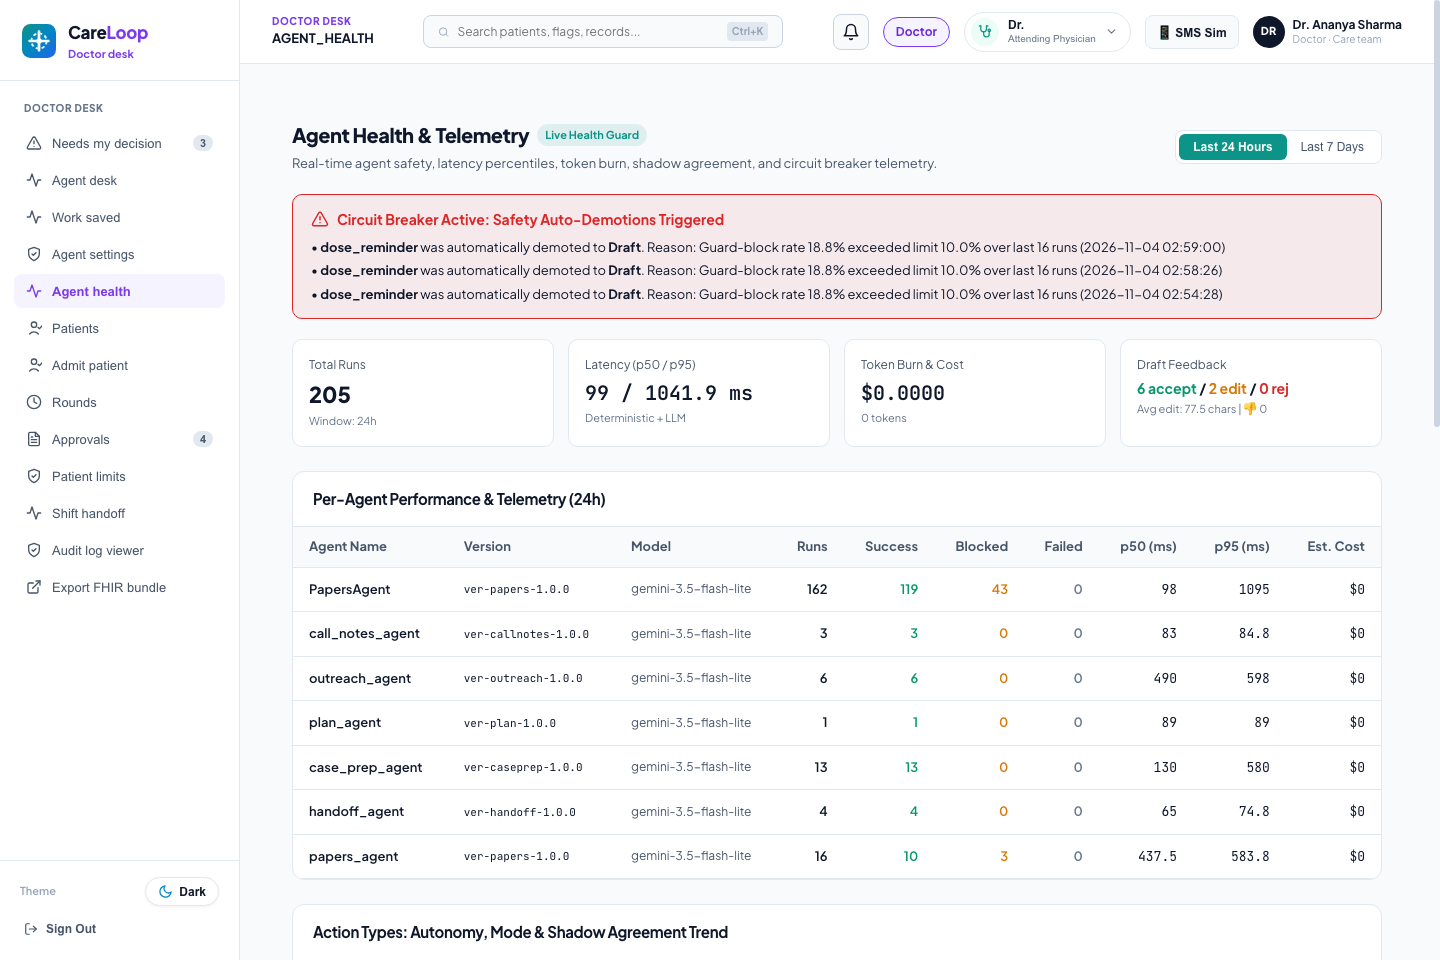 CareLoop
Doctor desk
DOCTOR DESK
Needs my decision 3
Agent desk
Work saved
Agent settings
Agent health
Patients
Admit patient
Rounds
Approvals 4
Patient limits
Shift handoff
Audit log viewer
Export FHIR bundle
Theme Dark
Sign Out
DOCTOR DESK
AGENT_HEALTH
Search patients, flags, records... Ctrl+K
Doctor
Dr.
Attending Physician
SMS Sim
DR
Dr. Ananya Sharma
Doctor · Care team
Agent Health & Telemetry Live Health Guard
Real-time agent safety, latency percentiles, token burn, shadow agreement, and circuit breaker telemetry.
Last 24 Hours Last 7 Days
Circuit Breaker Active: Safety Auto-Demotions Triggered
• dose_reminder was automatically demoted to Draft. Reason: Guard-block rate 18.8% exceeded limit 10.0% over last 16 runs (2026-11-04 02:59:00)
• dose_reminder was automatically demoted to Draft. Reason: Guard-block rate 18.8% exceeded limit 10.0% over last 16 runs (2026-11-04 02:58:26)
• dose_reminder was automatically demoted to Draft. Reason: Guard-block rate 18.8% exceeded limit 10.0% over last 16 runs (2026-11-04 02:54:28)
Total Runs
205
Window: 24h
Latency (p50 / p95)
99 / 1041.9 ms
Deterministic + LLM
Token Burn & Cost
$0.0000
0 tokens
Draft Feedback
6 accept / 2 edit / 0 rej
Avg edit: 77.5 chars | 👎 0
Per-Agent Performance & Telemetry (24h)
Agent Name Version Model Runs Success Blocked Failed p50 (ms) p95 (ms) Est. Cost
PapersAgent ver-papers-1.0.0 gemini-3.5-flash-lite 162 119 43 0 98 1095 $0
call_notes_agent ver-callnotes-1.0.0 gemini-3.5-flash-lite 3 3 0 0 83 84.8 $0
outreach_agent ver-outreach-1.0.0 gemini-3.5-flash-lite 6 6 0 0 490 598 $0
plan_agent ver-plan-1.0.0 gemini-3.5-flash-lite 1 1 0 0 89 89 $0
case_prep_agent ver-caseprep-1.0.0 gemini-3.5-flash-lite 13 13 0 0 130 580 $0
handoff_agent ver-handoff-1.0.0 gemini-3.5-flash-lite 4 4 0 0 65 74.8 $0
papers_agent ver-papers-1.0.0 gemini-3.5-flash-lite 16 10 3 0 437.5 583.8 $0
Action Types: Autonomy, Mode & Shadow Agreement Trend